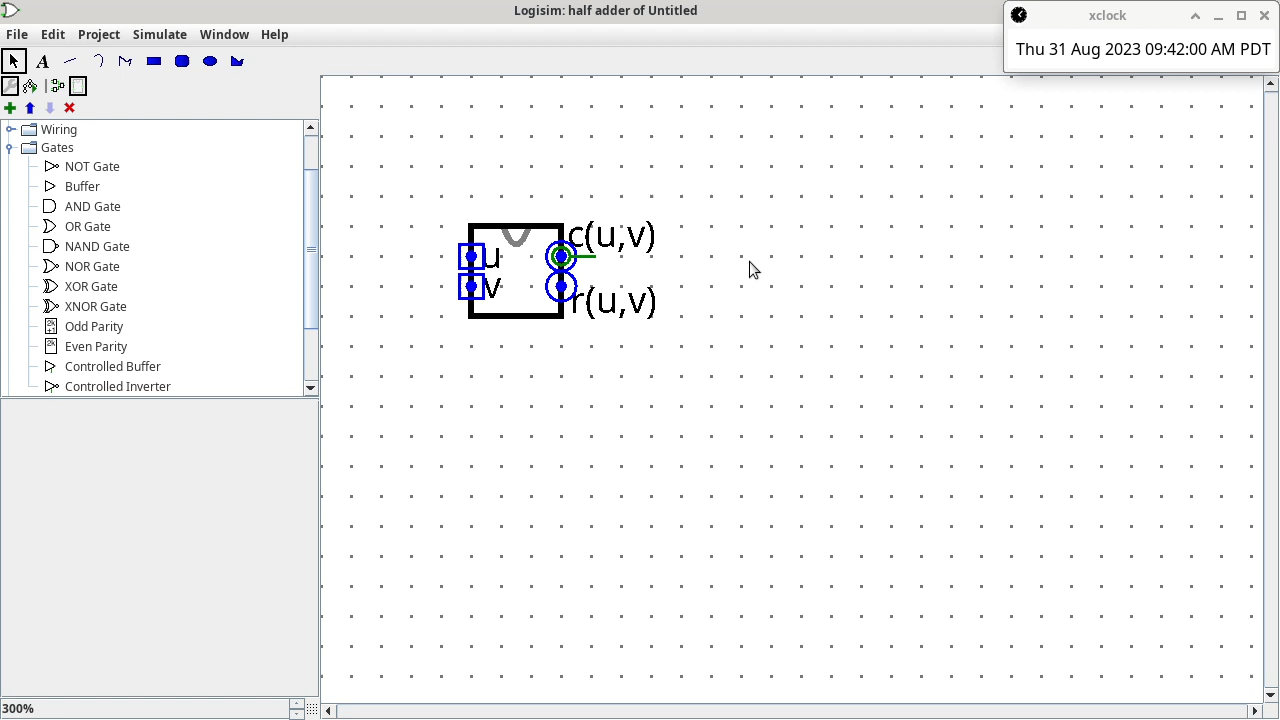 Logisim: half adder of Untitled
xclock
Thu 31 Aug 2023 09:42:00 AM PDT
File Edit Project Simulate Window Help
A
Wiring
Gates
NOT Gate
Buffer
AND Gate
OR Gate
NAND Gate
NOR Gate
XOR Gate
XNOR Gate
Odd Parity
Even Parity
Controlled Buffer
Controlled Inverter
c(u,v)
u
v
r(u,v)
300%